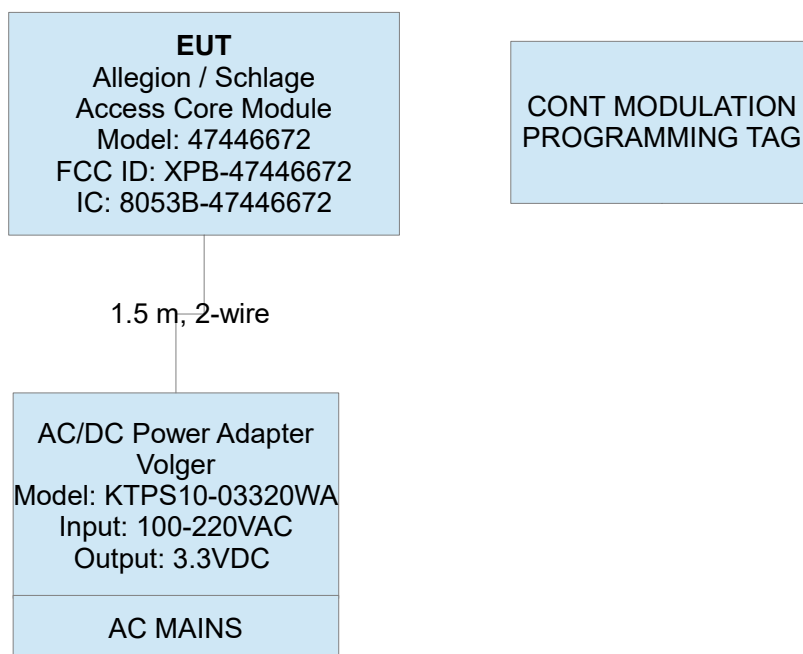 EUT
Allegion / Schlage
Access Core Module
Model: 47446672
FCC ID: XPB-47446672
IC: 8053B-47446672
CONT MODULATION
PROGRAMMING TAG
1.5 m, 2-wire
AC/DC Power Adapter
Volger
Model: KTPS10-03320WA
Input: 100-220VAC
Output: 3.3VDC
AC MAINS